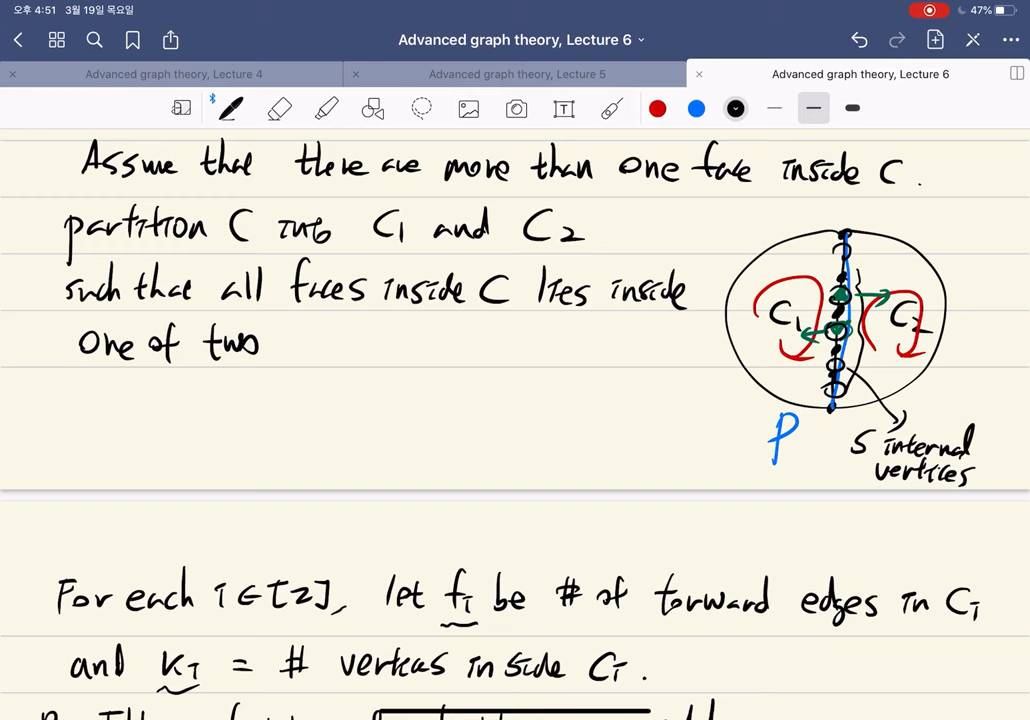 오후 4:51 3월 19일 목요일
47%
Advanced graph theory, Lecture 6
Advanced graph theory, Lecture 4
Advanced graph theory, Lecture 5
Advanced graph theory, Lecture 6
Assume that there are more than one face inside C.
partition C into C1 and C2
such that all faces inside C lies inside
one of two
C1
C2
P
S internal
vertices
For each i ∈ [2], let fi be # of forward edges in Ci
and ki = # vertices inside Ci.